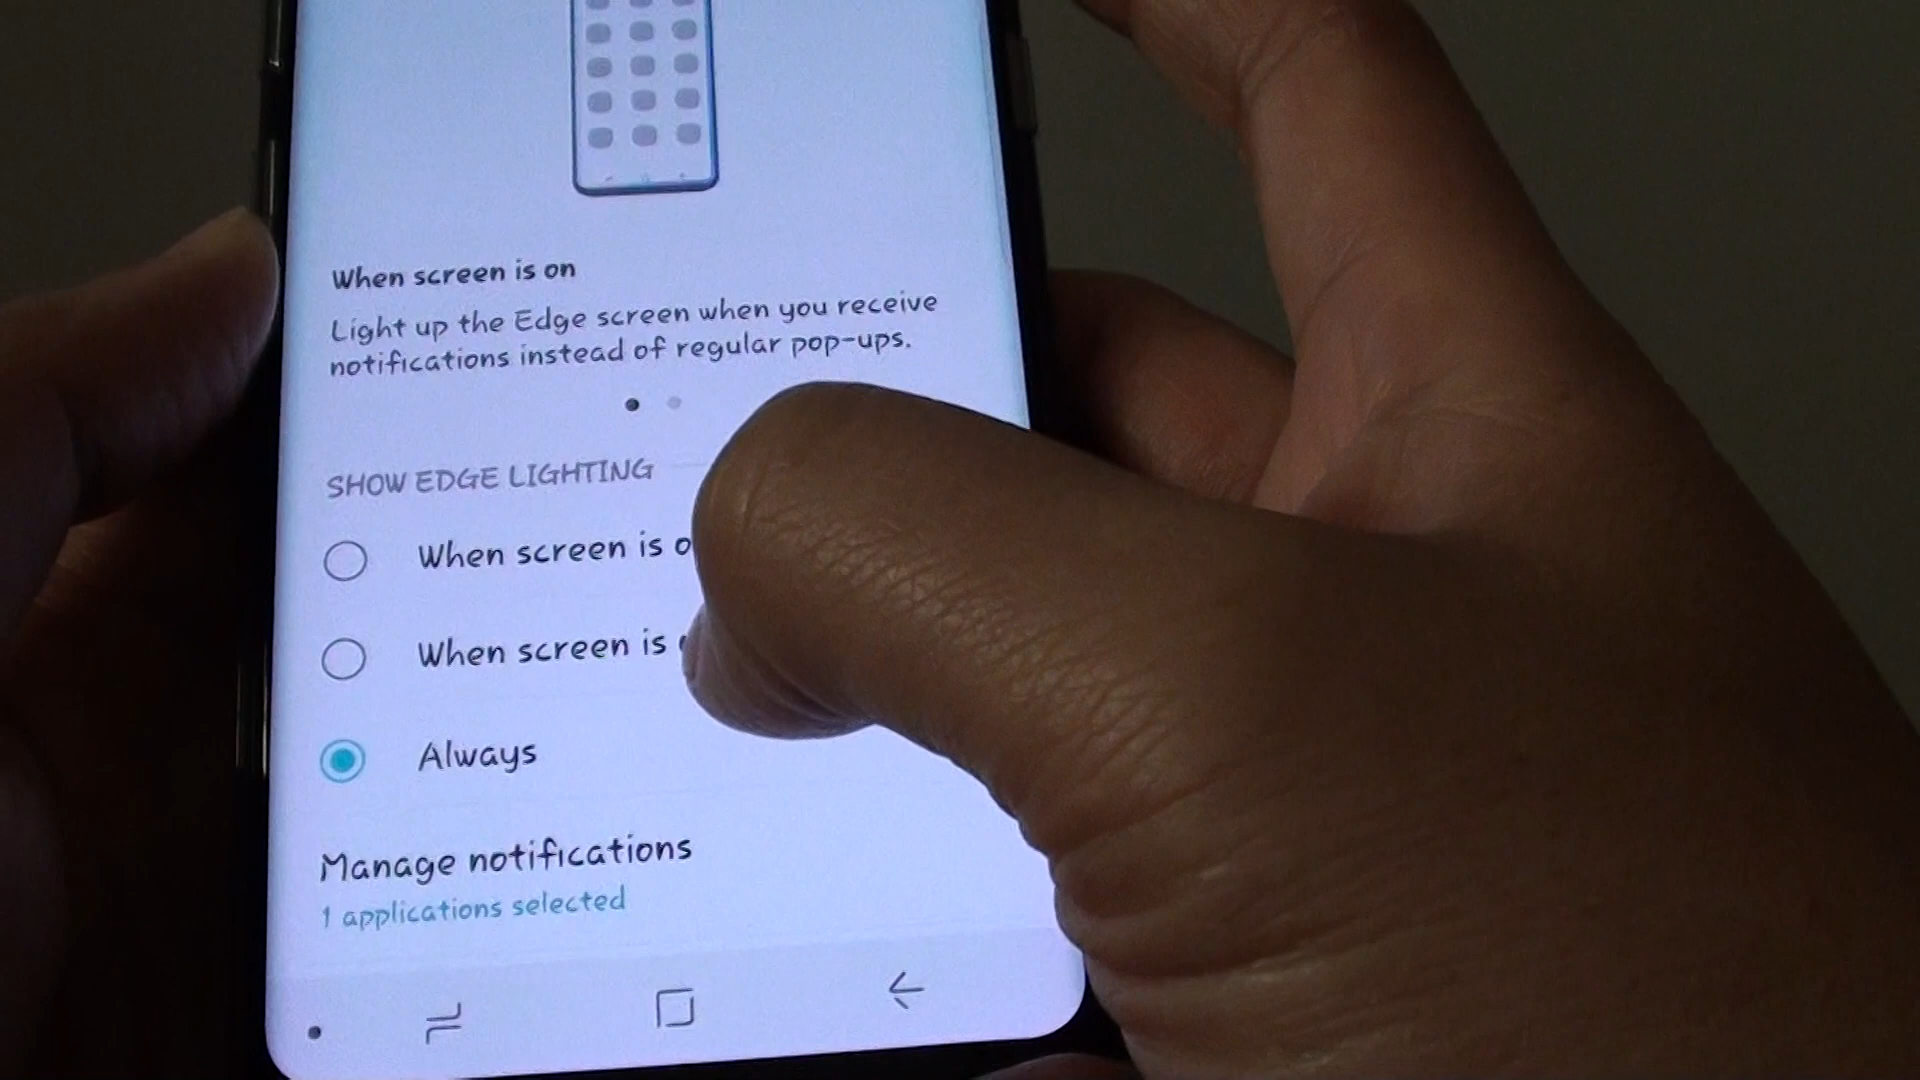 When screen is on
Light up the Edge screen when you receive
notifications instead of regular pop-ups.
SHOW EDGE LIGHTING
When screen is
When screen is
Always
Manage notifications
1 applications selected